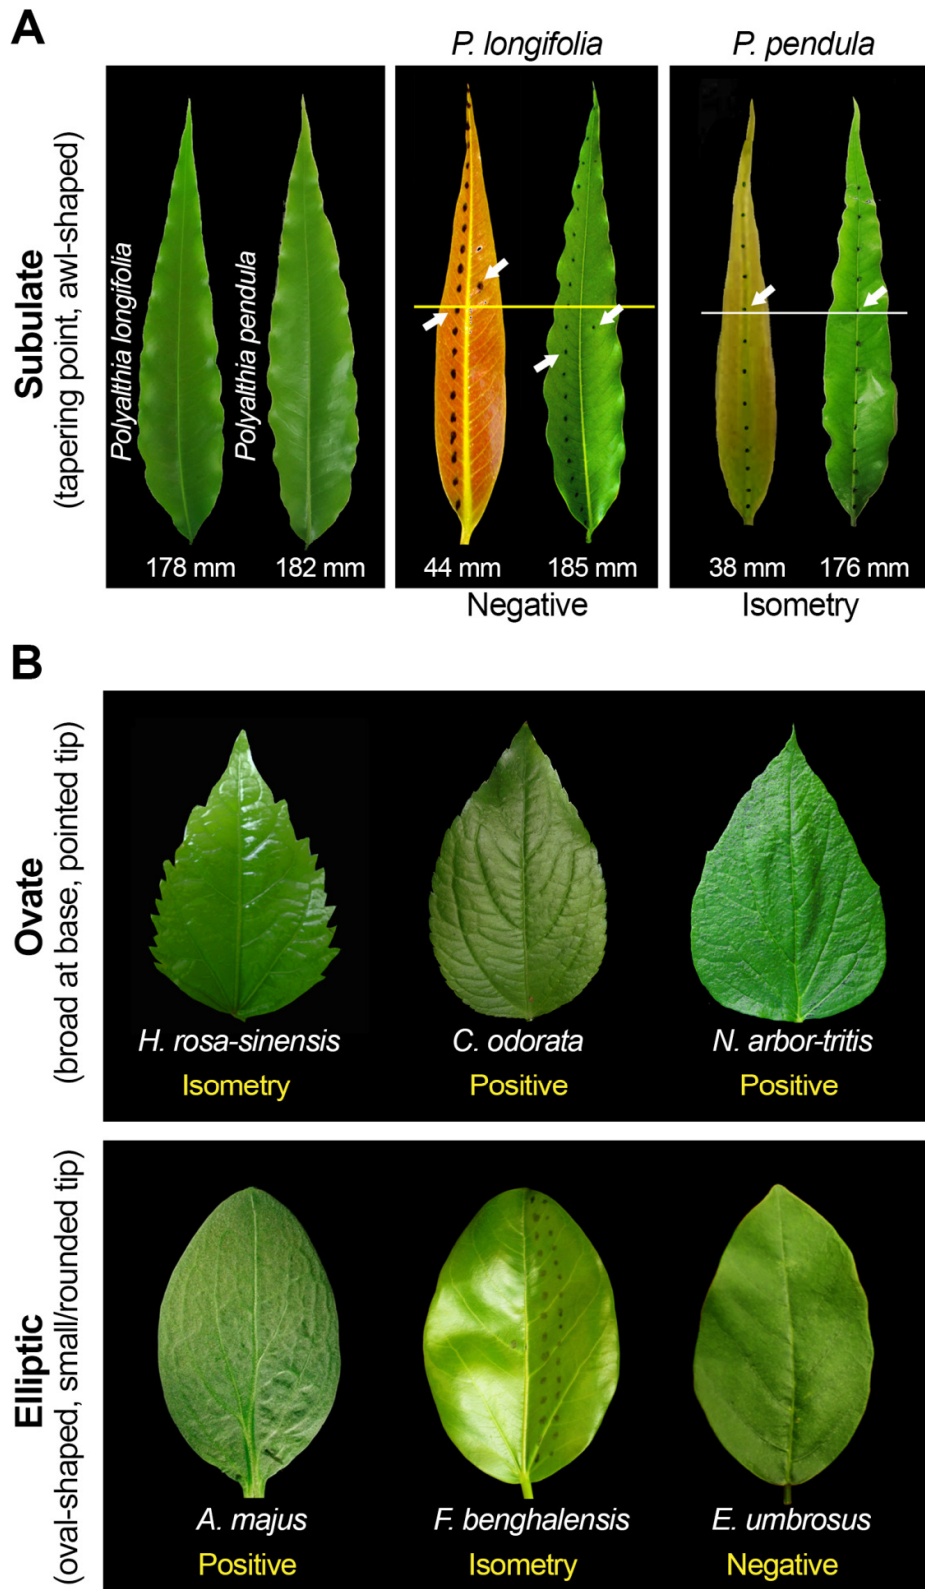 A
P. longifolia
P. pendula
Subulate
(tapering point, awl-shaped)
Polyalthia longifolia
Polyalthia pendula
178 mm
182 mm
44 mm
185 mm
38 mm
176 mm
Negative
Isometry
B
Ovate
(broad at base, pointed tip)
H. rosa-sinensis
C. odorata
N. arbor-tritis
Isometry
Positive
Positive
Elliptic
(oval-shaped, small/rounded tip)
A. majus
F. benghalensis
E. umbrosus
Positive
Isometry
Negative